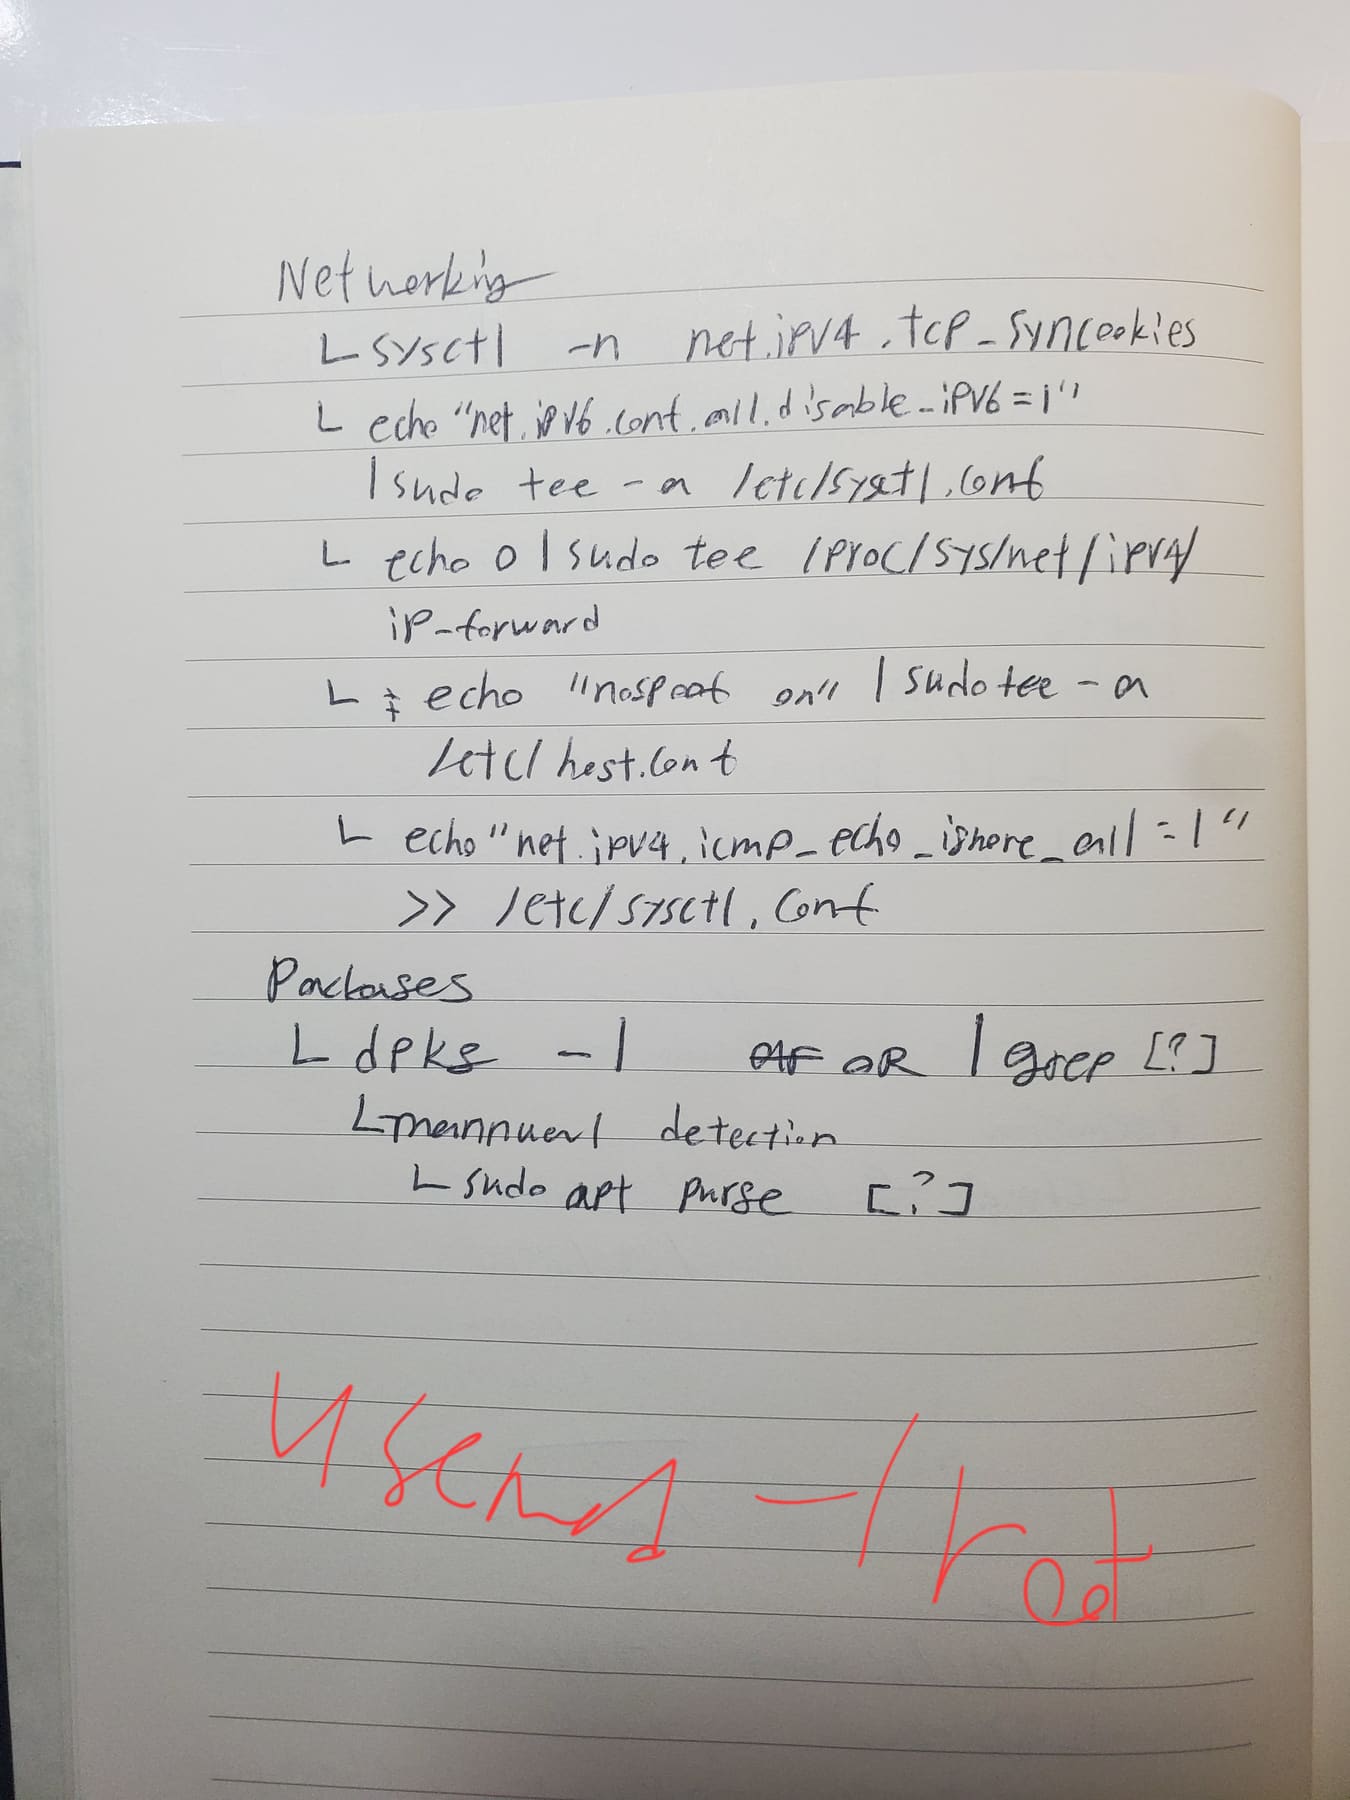 Networking
└ sysctl -n net.ipv4.tcp_syncookies
└ echo "net.ipv6.conf.all.disable_ipv6=1"
| sudo tee -a /etc/sysctl.conf
└ echo 0 | sudo tee /proc/sys/net/ipv4/
ip_forward
└ echo "nospoof on" | sudo tee -a
/etc/host.conf
└ echo "net.ipv4.icmp_echo_ignore_all=1"
>> /etc/sysctl.conf
Packages
└ dpkg -l OR | grep [?]
└ mannual detection
└ sudo apt purge [?]
-l root